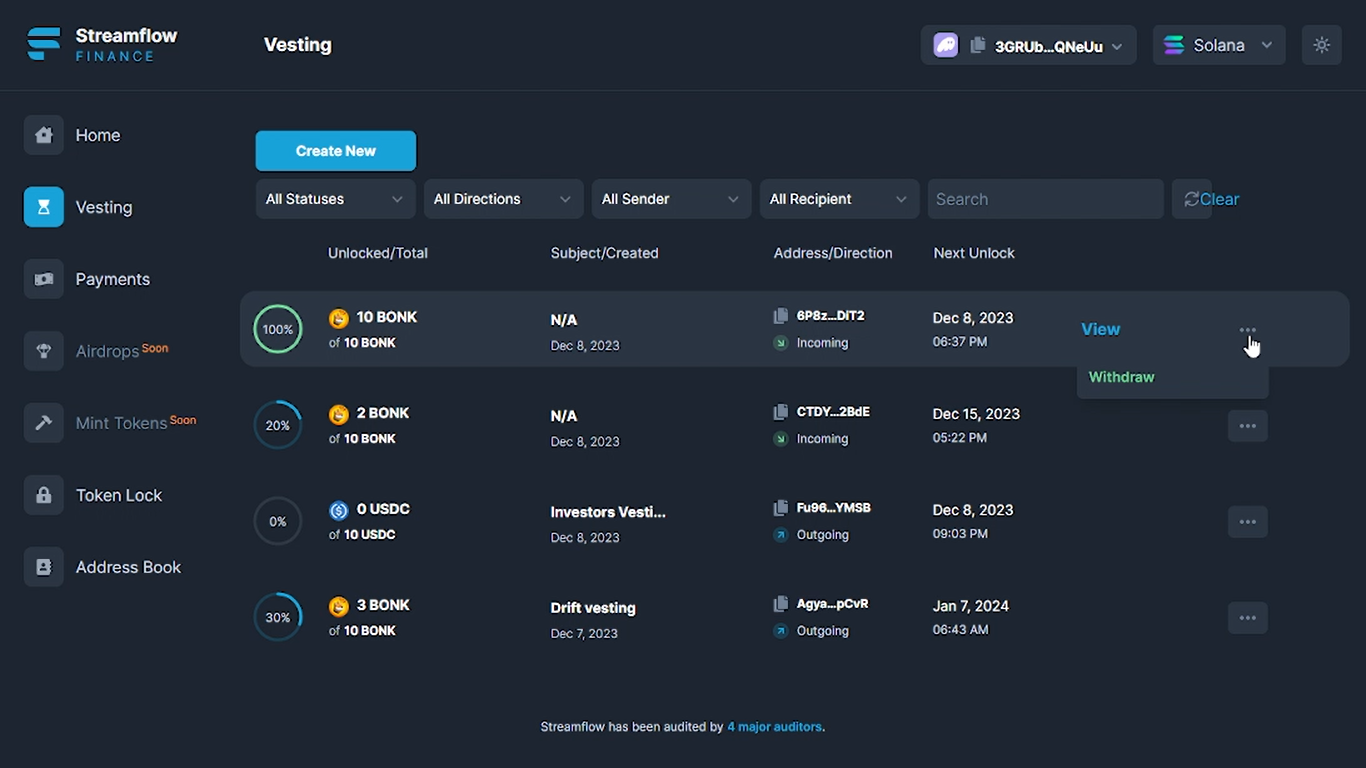 Streamflow
FINANCE
Vesting
3GRUb...QNeUu
Solana
Home
Vesting
Payments
Airdrops Soon
Mint Tokens Soon
Token Lock
Address Book
Create New
All Statuses
All Directions
All Sender
All Recipient
Search
Clear
Unlocked/Total
Subject/Created
Address/Direction
Next Unlock
100%
10 BONK
of 10 BONK
N/A
Dec 8, 2023
6P8z...DiT2
Incoming
Dec 8, 2023
06:37 PM
View
Withdraw
20%
2 BONK
of 10 BONK
N/A
Dec 8, 2023
CTDY...2BdE
Incoming
Dec 15, 2023
05:22 PM
0%
0 USDC
of 10 USDC
Investors Vesti...
Dec 8, 2023
Fu96...YMSB
Outgoing
Dec 8, 2023
09:03 PM
30%
3 BONK
of 10 BONK
Drift vesting
Dec 7, 2023
Agya...pCvR
Outgoing
Jan 7, 2024
06:43 AM
Streamflow has been audited by 4 major auditors.